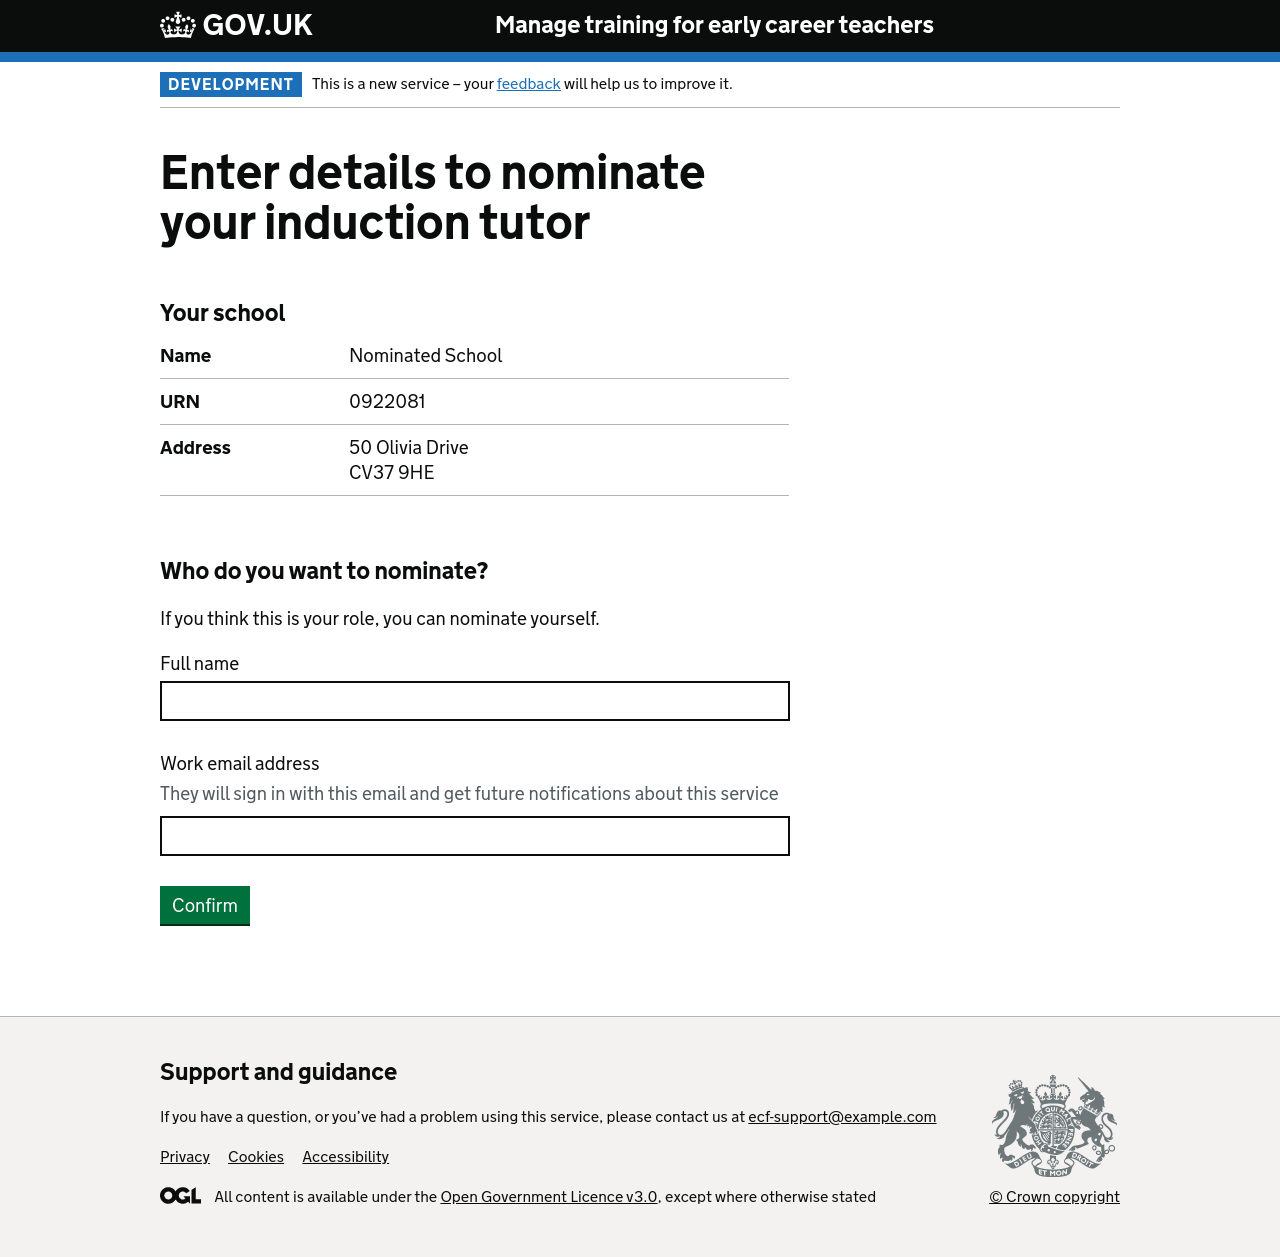 GOV.UK Manage training for early career teachers
DEVELOPMENT This is a new service – your feedback will help us to improve it.
Enter details to nominate
your induction tutor
Your school
Name Nominated School
URN 0922081
Address 50 Olivia Drive
CV37 9HE
Who do you want to nominate?
If you think this is your role, you can nominate yourself.
Full name
Work email address
They will sign in with this email and get future notifications about this service
Confirm
Support and guidance
If you have a question, or you’ve had a problem using this service, please contact us at ecf-support@example.com
Privacy Cookies Accessibility
OGL All content is available under the Open Government Licence v3.0, except where otherwise stated
© Crown copyright